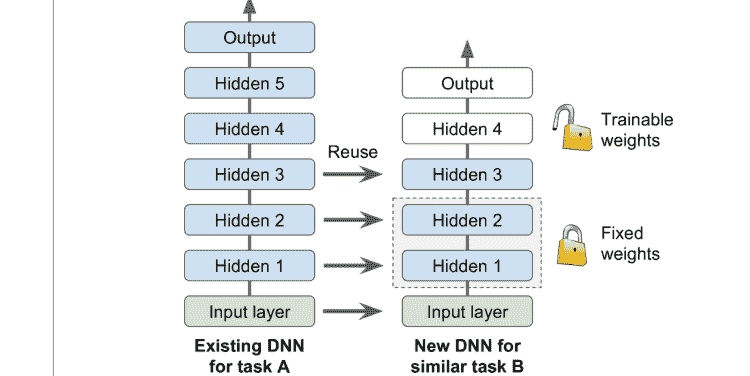 Output
Hidden 5
Output
Hidden 4
Hidden 4
Trainable
weights
Reuse
Hidden 3
Hidden 3
Hidden 2
Hidden 2
Fixed
weights
Hidden 1
Hidden 1
Input layer
Input layer
Existing DNN
for task A
New DNN for
similar task B